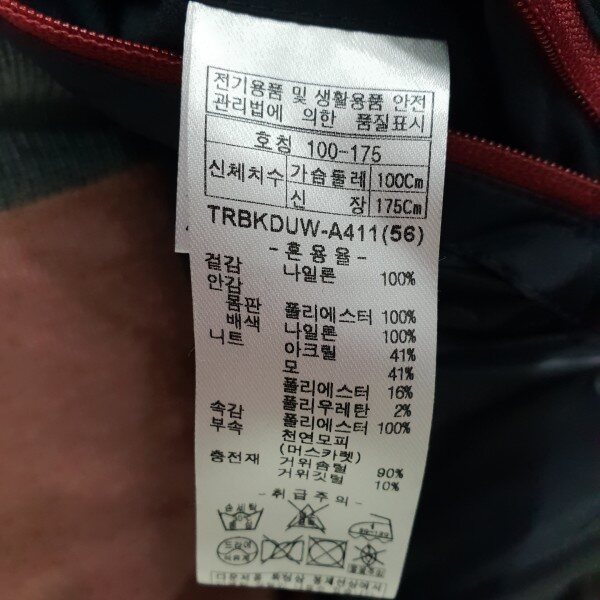 전기용품 및 생활용품 안전
관리법에 의한 품질표시
호칭 100-175
신체치수 가슴둘레 100Cm
신 장 175Cm
TRBKDUW-A411(56)
- 혼용율 -
겉감 나일론 100%
안감
몸판 폴리에스터 100%
배색 나일론 100%
니트 아크릴 41%
모 41%
폴리에스터 16%
폴리우레탄 2%
속감 폴리에스터 100%
부속 천연모피
(머스카렛)
충전재 거위솜털 90%
거위깃털 10%
- 취급주의 -
손세탁
드라이